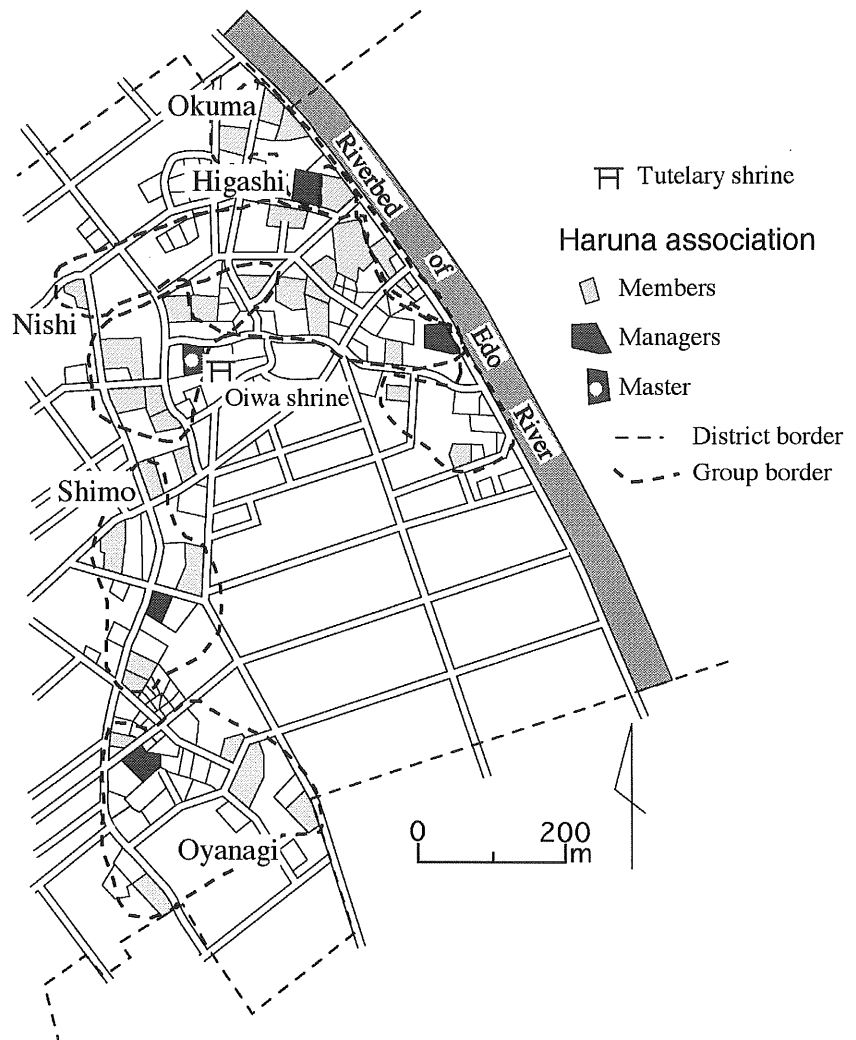 Okuma
Higashi
Nishi
Oiwa shrine
Shimo
Oyanagi
Riverbed
of
Edo
River
Tutelary shrine
Haruna association
Members
Managers
Master
District border
Group border
0 200
m